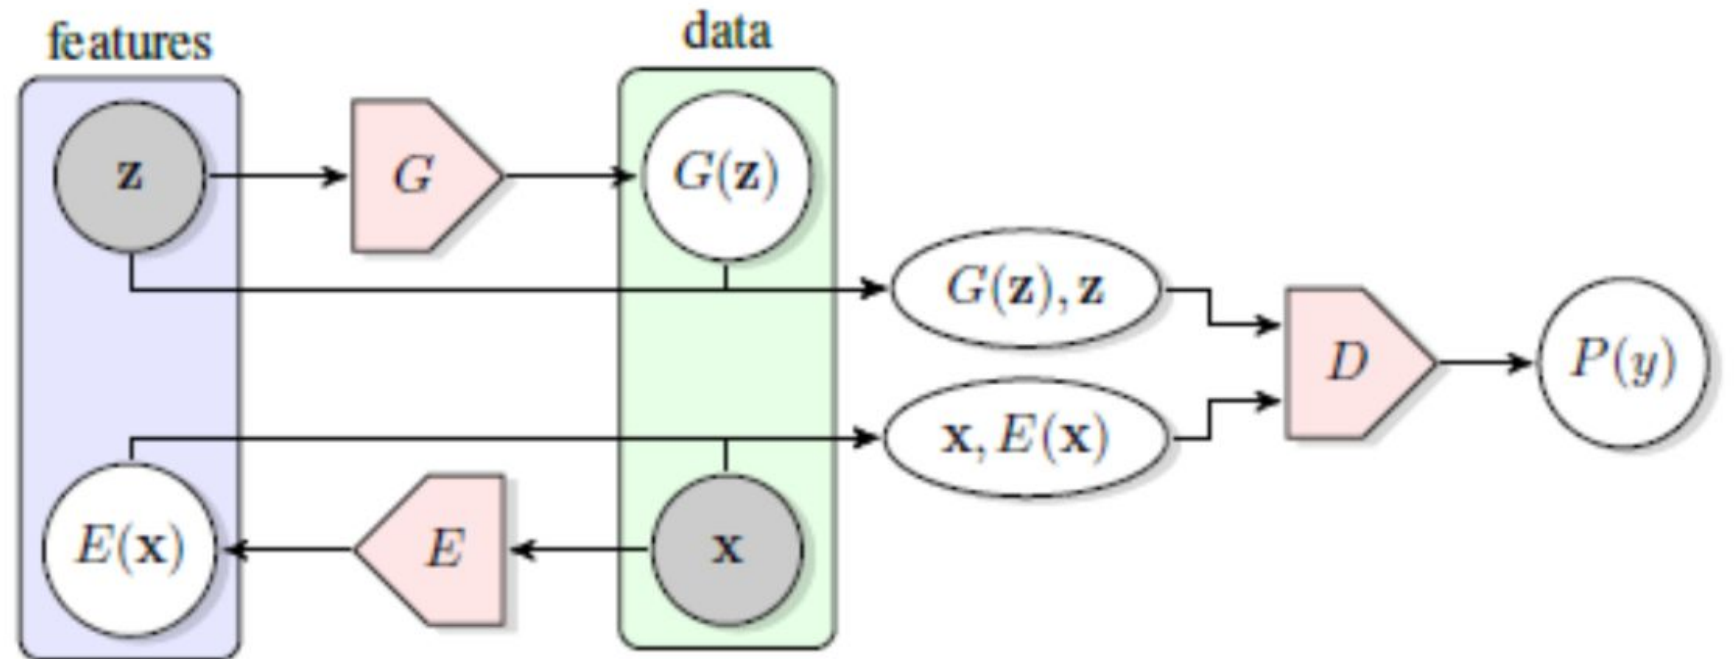 features
data
z
G
G(z)
G(z), z
D
P(y)
x, E(x)
E(x)
E
x